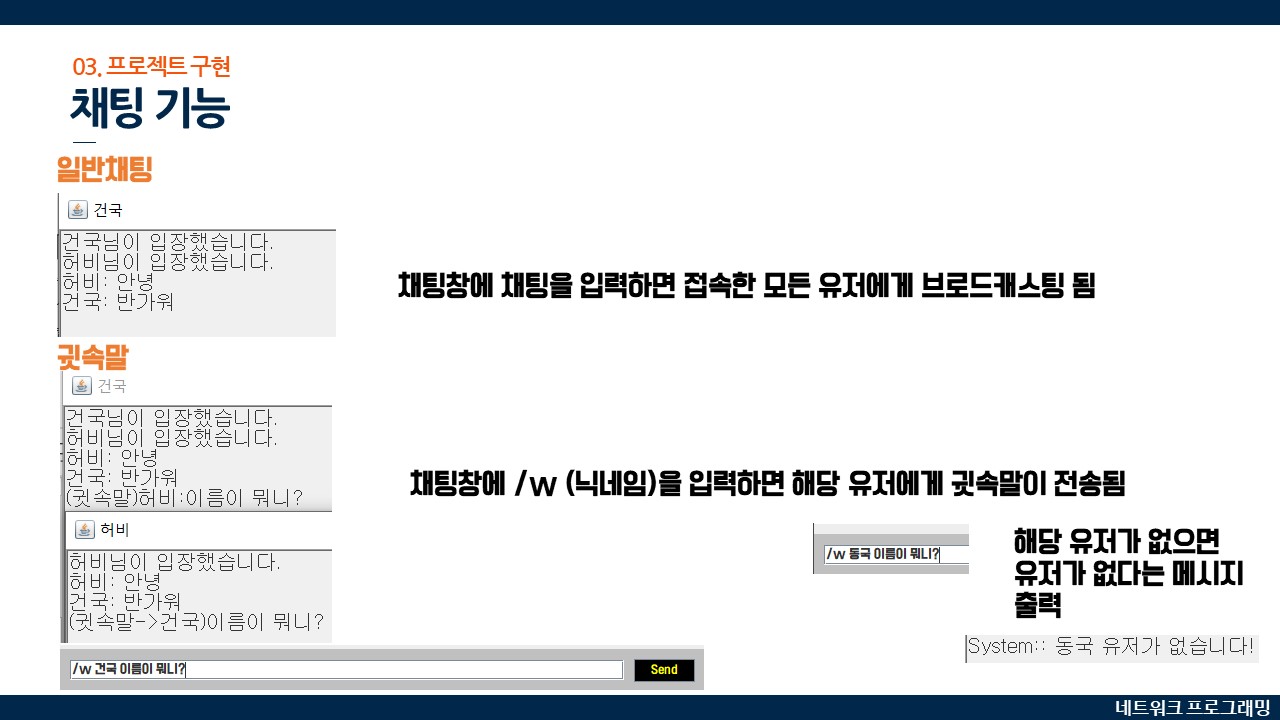 03. 프로젝트 구현
채팅 기능
일반채팅
건국
건국님이 입장했습니다.
허비님이 입장했습니다.
허비: 안녕
건국: 반가워
채팅창에 채팅을 입력하면 접속한 모든 유저에게 브로드캐스팅 됨
귓속말
건국
건국님이 입장했습니다.
허비님이 입장했습니다.
허비: 안녕
건국: 반가워
(귓속말)허비:이름이 뭐니?
허비
허비님이 입장했습니다.
허비: 안녕
건국: 반가워
(귓속말->건국)이름이 뭐니?
/w 건국 이름이 뭐니?
Send
채팅창에 /w (닉네임)을 입력하면 해당 유저에게 귓속말이 전송됨
/w 동국 이름이 뭐니?
해당 유저가 없으면
유저가 없다는 메시지
출력
System:: 동국 유저가 없습니다!
네트워크 프로그래밍